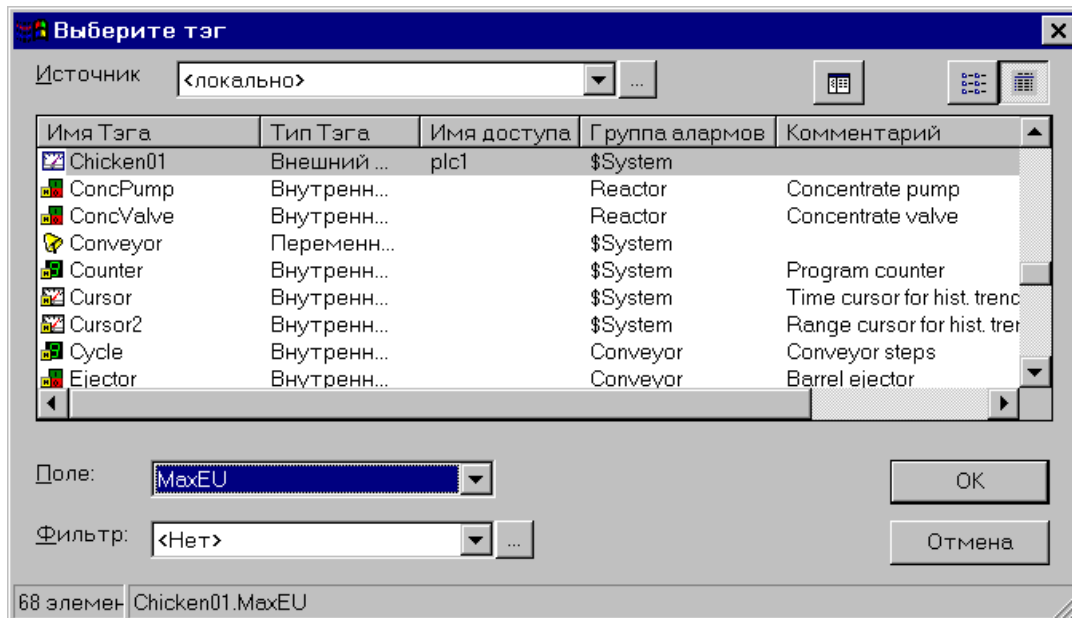 Выберите тэг
Источник <локально> ...
Имя Тэга Тип Тэга Имя доступа Группа алармов Комментарий
Chicken01 Внешний ... plc1 $System
ConcPump Внутренн... Reactor Concentrate pump
ConcValve Внутренн... Reactor Concentrate valve
Conveyor Переменн... $System
Counter Внутренн... $System Program counter
Cursor Внутренн... $System Time cursor for hist. trenc
Cursor2 Внутренн... $System Range cursor for hist. trer
Cycle Внутренн... Conveyor Conveyor steps
Ejector Внутренн... Conveyor Barrel ejector
Поле: MaxEU OK
Фильтр: <Нет> ... Отмена
68 элемен Chicken01.MaxEU